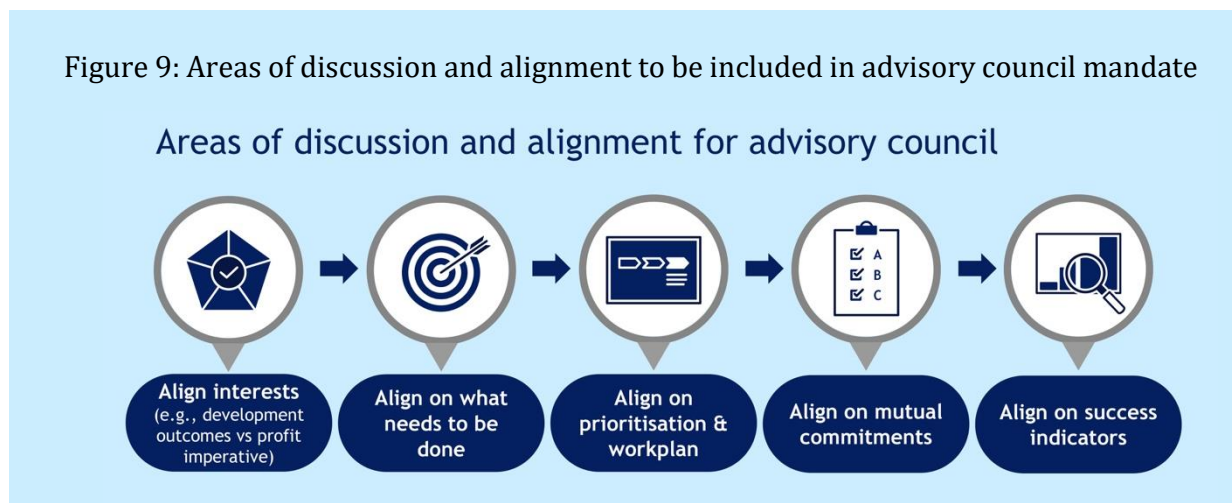 Figure 9: Areas of discussion and alignment to be included in advisory council mandate
Areas of discussion and alignment for advisory council
A
B
C
Align interests
(e.g., development
outcomes vs profit
imperative)
Align on what
needs to be
done
Align on
prioritisation &
workplan
Align on mutual
commitments
Align on success
indicators